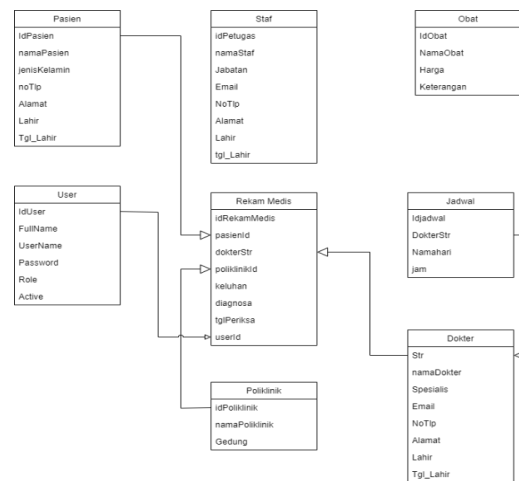 Pasien
IdPasien
namaPasien
jenisKelamin
noTlp
Alamat
Lahir
Tgl_Lahir
Staf
idPetugas
namaStaf
Jabatan
Email
NoTlp
Alamat
Lahir
tgl_Lahir
Obat
IdObat
NamaObat
Harga
Keterangan
User
IdUser
FullName
UserName
Password
Role
Active
Rekam Medis
idRekamMedis
pasienId
dokterStr
poliklinikId
keluhan
diagnosa
tglPeriksa
userId
Jadwal
Idjadwal
DokterStr
Namahari
jam
Poliklinik
idPoliklinik
namaPoliklinik
Gedung
Dokter
Str
namaDokter
Spesialis
Email
NoTlp
Alamat
Lahir
Tgl_Lahir